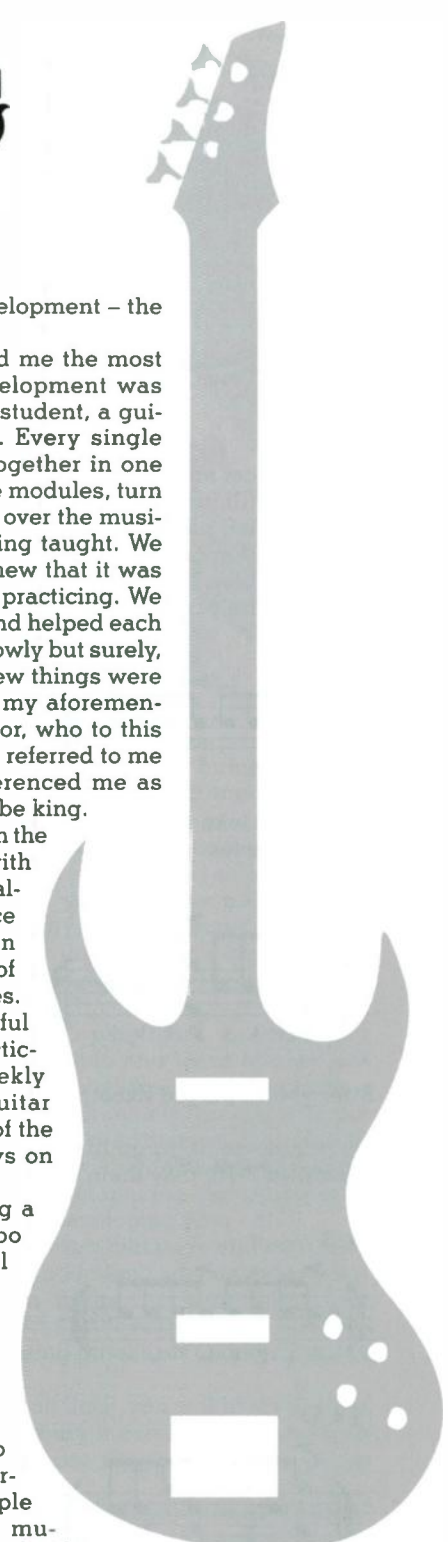 elopment – the
d me the most
elopment was
student, a gui-
. Every single
ogether in one
e modules, turn
over the musi-
ing taught. We
new that it was
practicing. We
nd helped each
owly but surely,
ew things were
my aforemen-
or, who to this
referred to me
erenced me as
be king.
n the
vith
al-
ce
n
of
es.
ful
tic-
ekly
uitar
of the
ys on
g a
oo
l
o
r-
ple
mu-